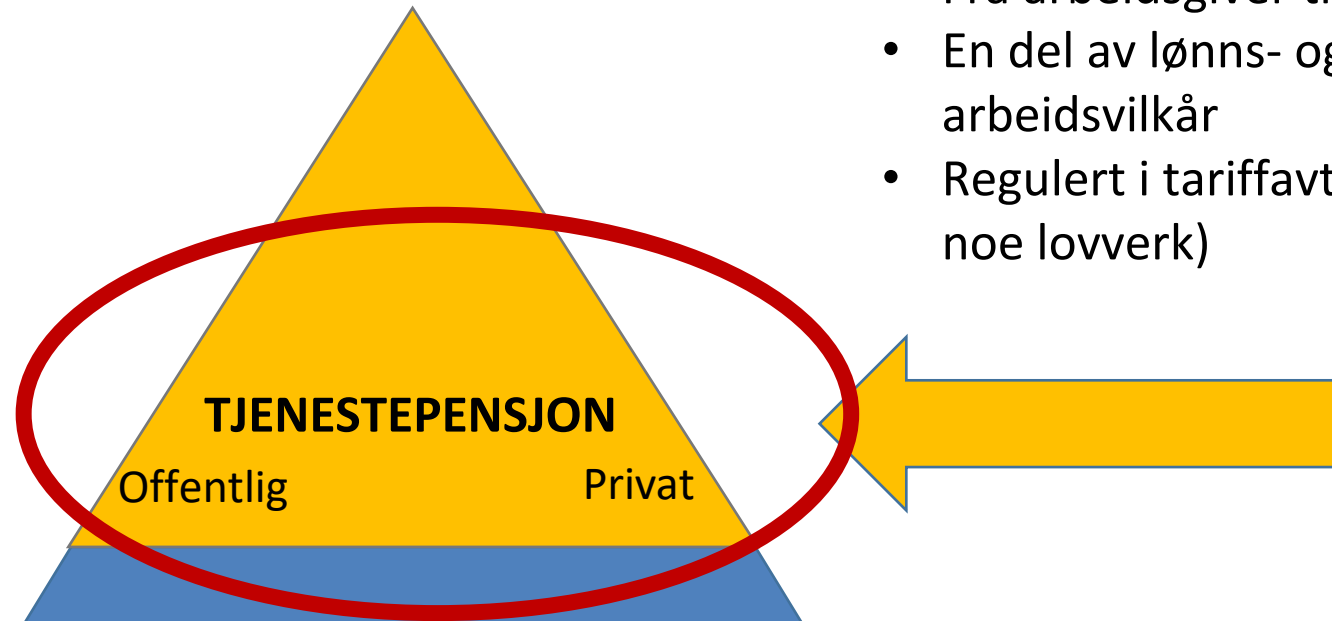 • En del av lønns- og
arbeidsvilkår
• Regulert i tariffavt
noe lovverk)
TJENESTEPENSJON
Offentlig
Privat